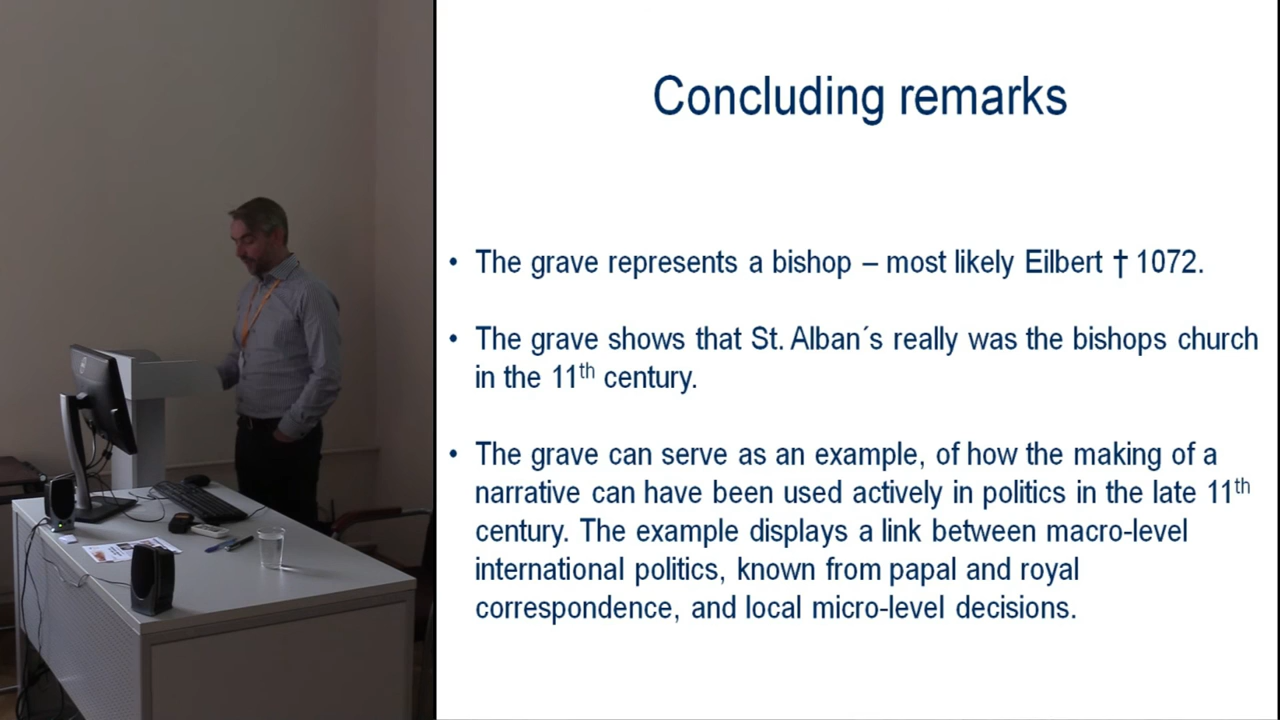 Concluding remarks
• The grave represents a bishop – most likely Eilbert † 1072.
• The grave shows that St. Alban´s really was the bishops church
in the 11th century.
• The grave can serve as an example, of how the making of a
narrative can have been used actively in politics in the late 11th
century. The example displays a link between macro-level
international politics, known from papal and royal
correspondence, and local micro-level decisions.